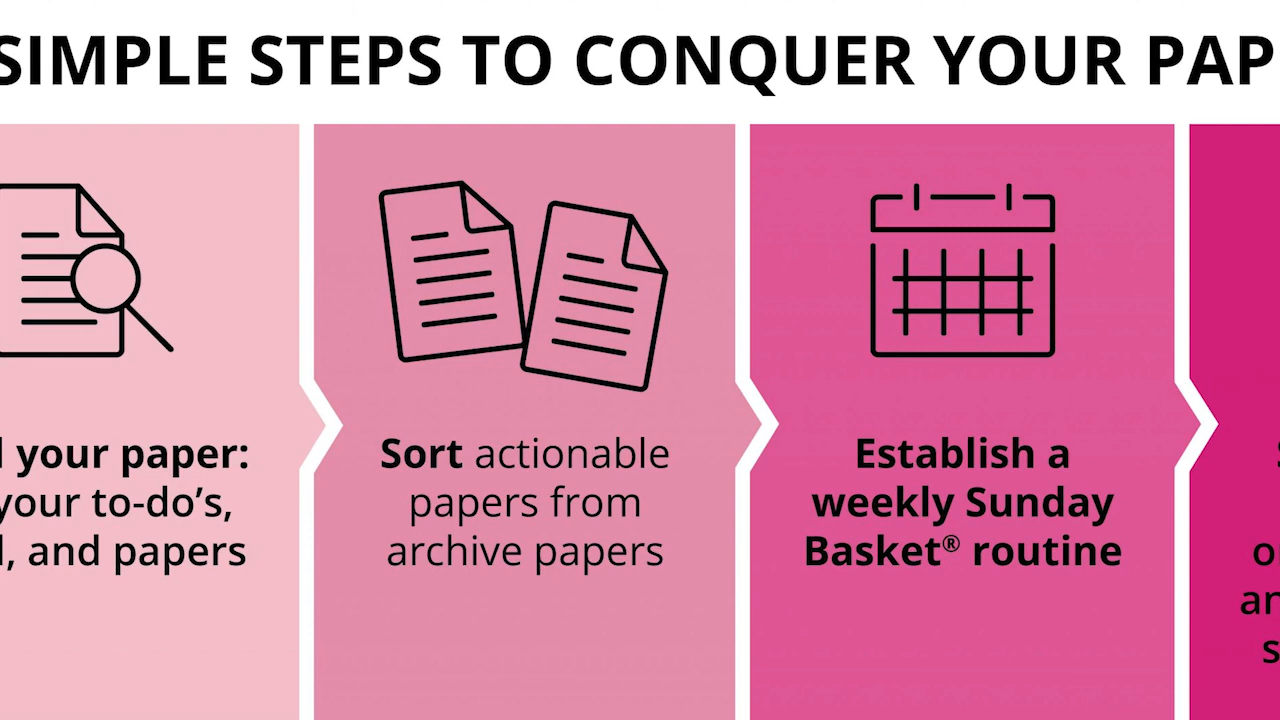 SIMPLE STEPS TO CONQUER YOUR PAP
your paper:
your to-do’s,
and papers
Sort actionable
papers from
archive papers
Establish a
weekly Sunday
Basket® routine